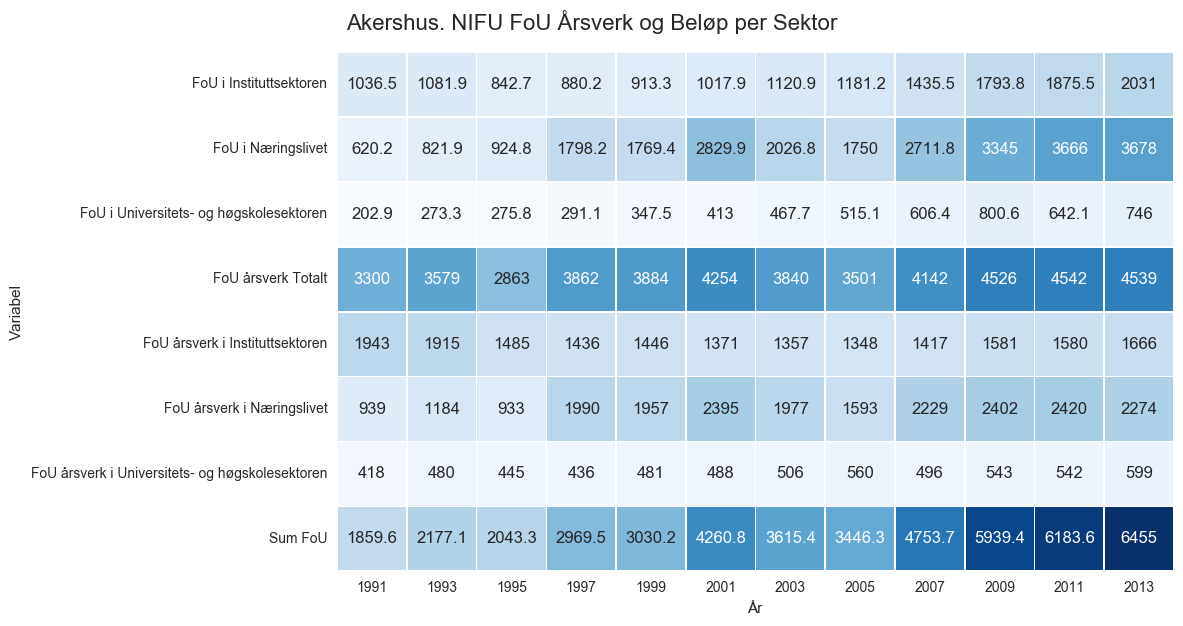 Akershus. NIFU FoU Årsverk og Beløp per Sektor
FoU i Instituttsektoren 1036.5 1081.9 842.7 880.2 913.3 1017.9 1120.9 1181.2 1435.5 1793.8 1875.5 2031
FoU i Næringslivet 620.2 821.9 924.8 1798.2 1769.4 2829.9 2026.8 1750 2711.8 3345 3666 3678
FoU i Universitets- og høgskolesektoren 202.9 273.3 275.8 291.1 347.5 413 467.7 515.1 606.4 800.6 642.1 746
FoU årsverk Totalt 3300 3579 2863 3862 3884 4254 3840 3501 4142 4526 4542 4539
Variabel
FoU årsverk i Instituttsektoren 1943 1915 1485 1436 1446 1371 1357 1348 1417 1581 1580 1666
FoU årsverk i Næringslivet 939 1184 933 1990 1957 2395 1977 1593 2229 2402 2420 2274
FoU årsverk i Universitets- og høgskolesektoren 418 480 445 436 481 488 506 560 496 543 542 599
Sum FoU 1859.6 2177.1 2043.3 2969.5 3030.2 4260.8 3615.4 3446.3 4753.7 5939.4 6183.6 6455
1991 1993 1995 1997 1999 2001 2003 2005 2007 2009 2011 2013
År